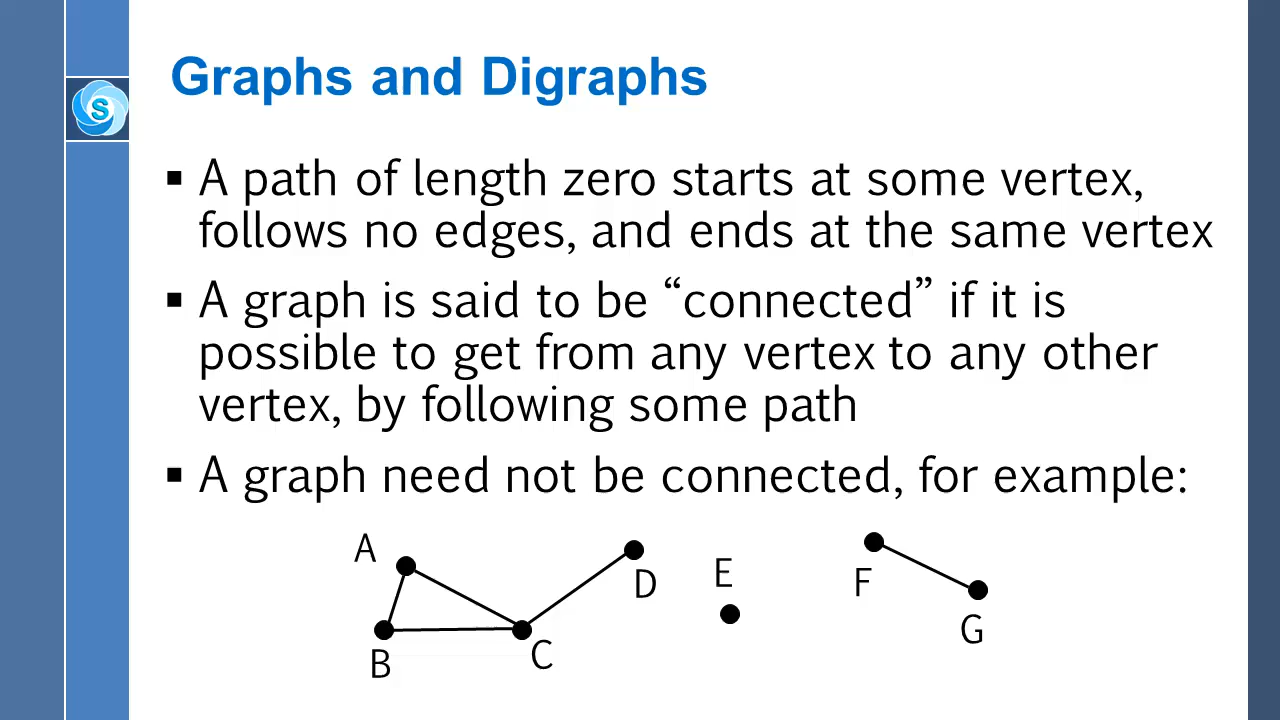 Graphs and Digraphs
S
▪ A path of length zero starts at some vertex,
follows no edges, and ends at the same vertex
▪ A graph is said to be “connected” if it is
possible to get from any vertex to any other
vertex, by following some path
▪ A graph need not be connected, for example:
A
D
E
F
B
C
G